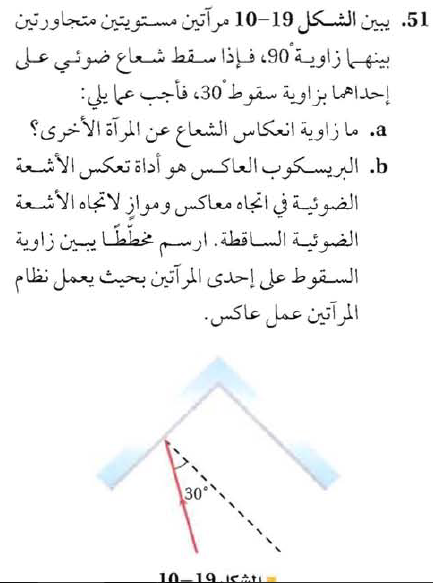 51. يبين الشكل 19-10 مرآتين مستويتين متجاورتين
بينهما زاوية 90°، فإذا سقط شعاع ضوئي على
إحداهما بزاوية سقوط 30°، فأجب عما يلي:
a. ما زاوية انعكاس الشعاع عن المرآة الأخرى؟
b. البريسكوب العاكس هو أداة تعكس الأشعة
الضوئية في اتجاه معاكس وموازٍ لاتجاه الأشعة
الضوئية الساقطة. ارسم مخططًا يبين زاوية
السقوط على إحدى المرآتين بحيث يعمل نظام
المرآتين عمل عاكس.
30°
الشكل 19-10